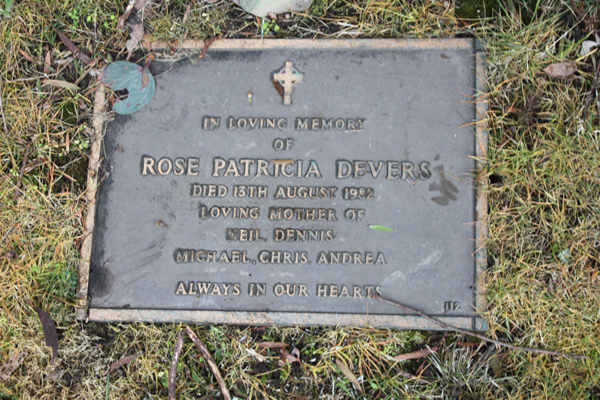 IN LOVING MEMORY
OF
ROSE PATRICIA DEVERS
DIED 13TH AUGUST 1982
LOVING MOTHER OF
NEIL. DENNIS.
MICHAEL, CHRIS, ANDREA
ALWAYS IN OUR HEARTS
112